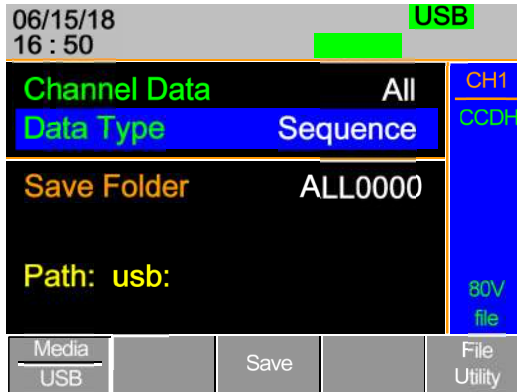 06/15/18 USB
16 : 50
Channel Data All
Data Type Sequence
Save Folder ALL0000
Path: usb:
CH1
CCDH
80V
file
Media
USB
Save
File
Utility